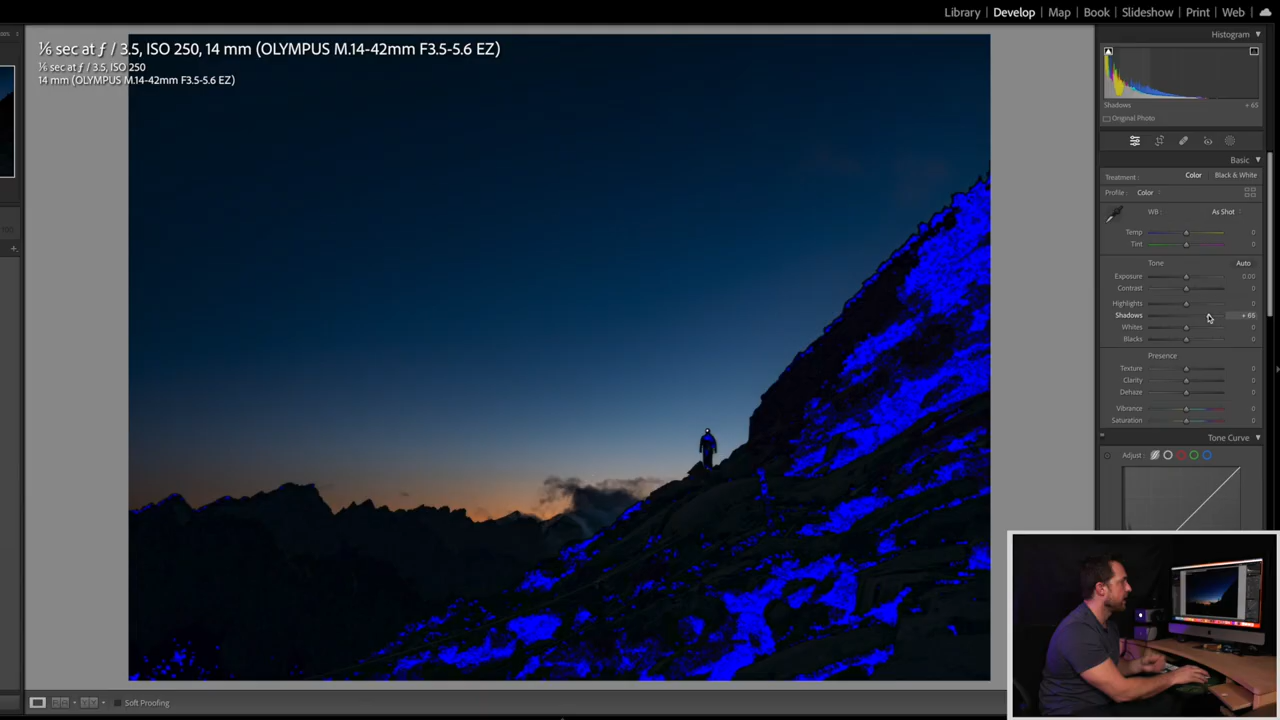 Library | Develop | Map | Book | Slideshow | Print | Web
Histogram
⅙ sec at ƒ / 3.5, ISO 250, 14 mm (OLYMPUS M.14-42mm F3.5-5.6 EZ)
⅙ sec at ƒ / 3.5, ISO 250
14 mm (OLYMPUS M.14-42mm F3.5-5.6 EZ)
Shadows + 65
Original Photo
Basic
Treatment : Color Black & White
Profile : Color
WB : As Shot
Temp 0
Tint 0
Tone Auto
Exposure 0.00
Contrast 0
Highlights 0
Shadows + 65
Whites 0
Blacks 0
Presence
Texture 0
Clarity 0
Dehaze 0
Vibrance 0
Saturation 0
Tone Curve
Adjust :
Soft Proofing